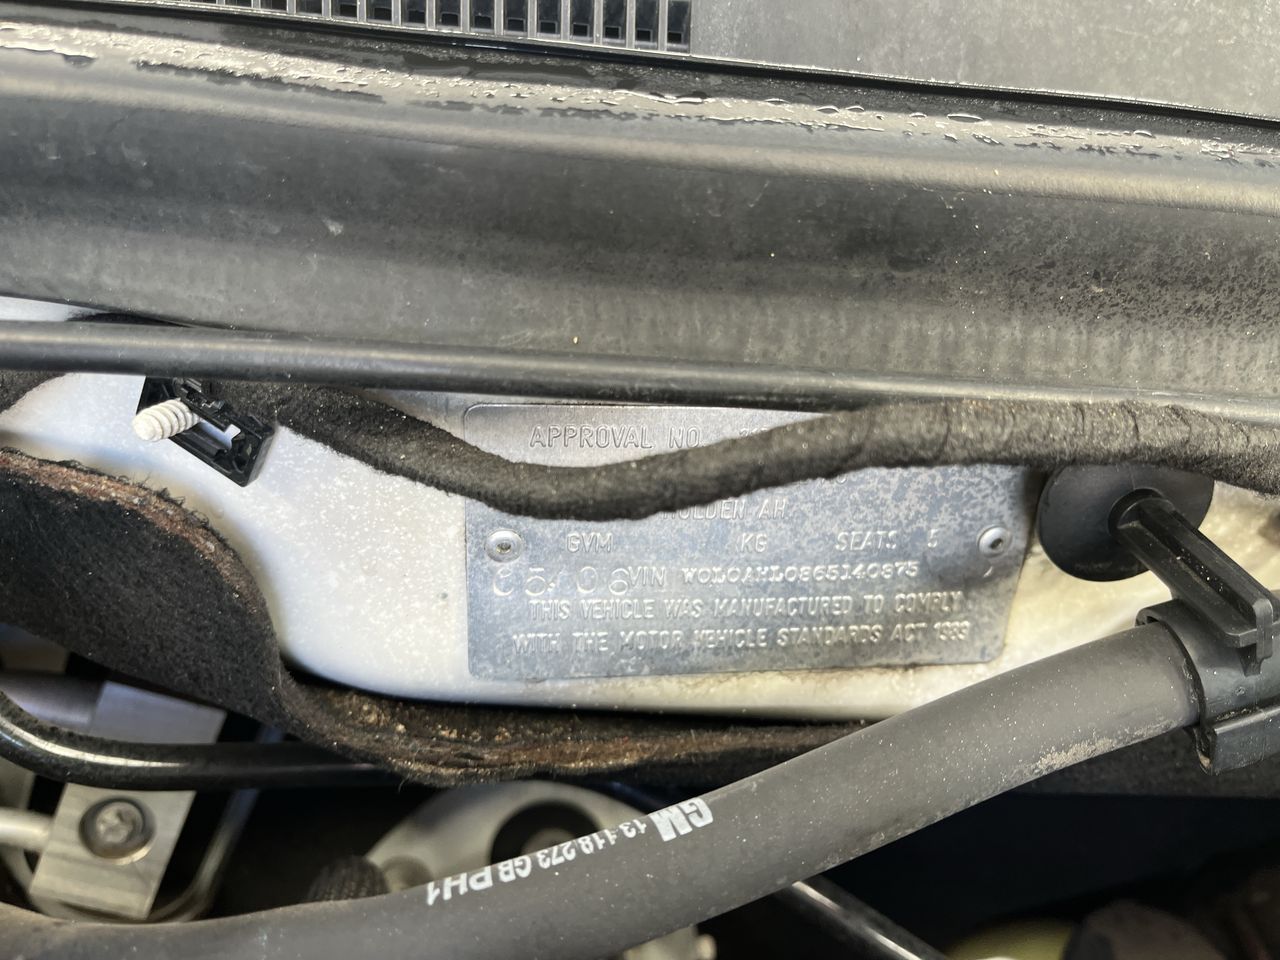 APPROVAL NO.
HOLDEN AH
GVM KG SEATS 5
05 06 VIN W0L0AHL0865140875
THIS VEHICLE WAS MANUFACTURED TO COMPLY
WITH THE MOTOR VEHICLE STANDARDS ACT 1989
GM 13 118 273 GB PH1